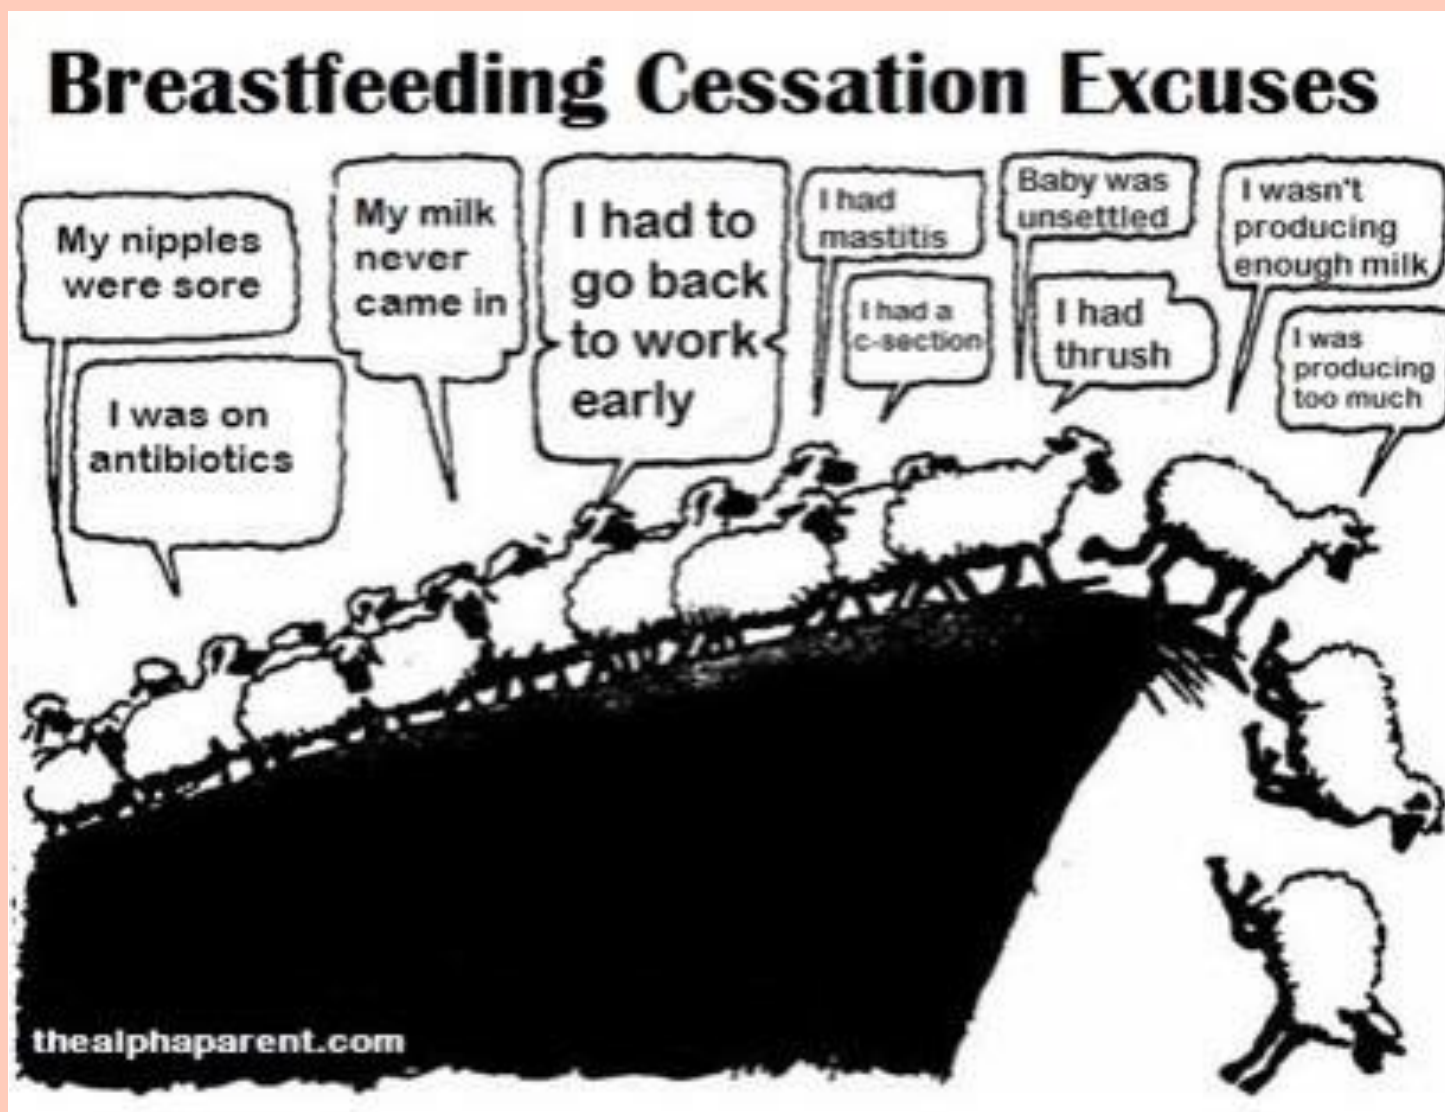 Breastfeeding Cessation Excuses
My nipples
were sore
I was on
antibiotics
My milk
never
came in
I had to
go back
to work
early
I had
mastitis
I had a
c-section
Baby was
unsettled
I had
thrush
I wasn't
producing
enough milk
I was
producing
too much
thealphaparent.com